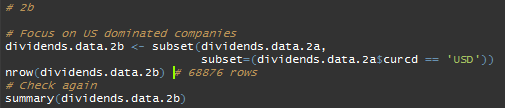 # 2b
# Focus on US dominated companies
dividends.data.2b <- subset(dividends.data.2a,
subset=(dividends.data.2a$curcd == 'USD'))
nrow(dividends.data.2b) # 68876 rows
# Check again
summary(dividends.data.2b)